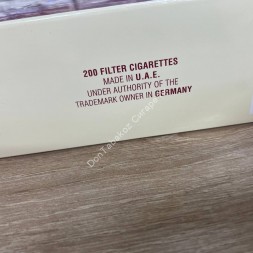 200 FILTER CIGARETTES
MADE IN U.A.E.
UNDER AUTHORITY OF THE
TRADEMARK OWNER IN GERMANY